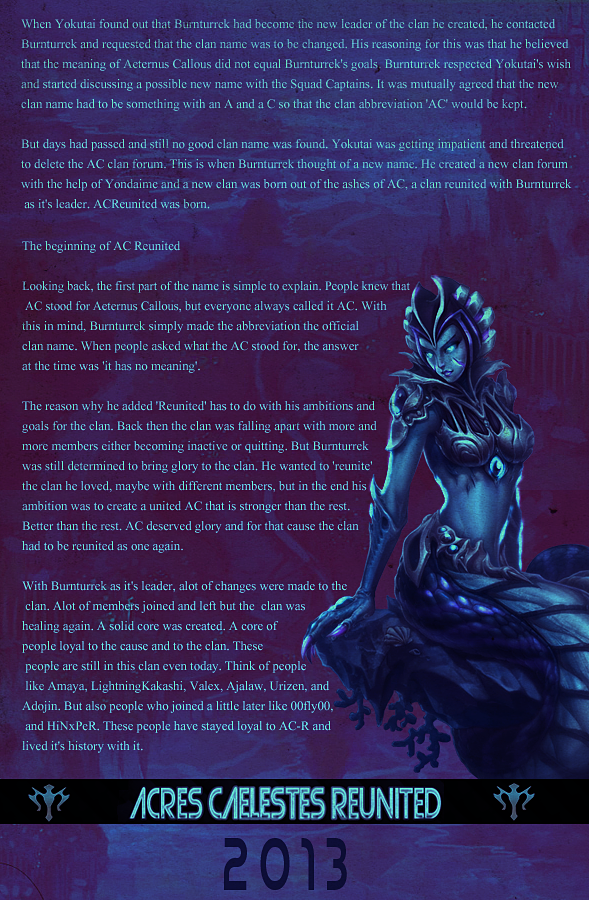 When Yokutai found out that Burnturrek had become the new leader of the clan he created, he contacted
Burnturrek and requested that the clan name was to be changed. His reasoning for this was that he believed
that the meaning of Aeternus Callous did not equal Burnturrek's goals. Burnturrek respected Yokutai's wish
and started discussing a possible new name with the Squad Captains. It was mutually agreed that the new
clan name had to be something with an A and a C so that the clan abbreviation 'AC' would be kept.
But days had passed and still no good clan name was found. Yokutai was getting impatient and threatened
to delete the AC clan forum. This is when Burnturrek thought of a new name. He created a new clan forum
with the help of Yondaime and a new clan was born out of the ashes of AC, a clan reunited with Burnturrek
as it's leader. ACReunited was born.
The beginning of AC Reunited
Looking back, the first part of the name is simple to explain. People knew that
AC stood for Aeternus Callous, but everyone always called it AC. With
this in mind, Burnturrek simply made the abbreviation the official
clan name. When people asked what the AC stood for, the answer
at the time was 'it has no meaning'.
The reason why he added 'Reunited' has to do with his ambitions and
goals for the clan. Back then the clan was falling apart with more and
more members either becoming inactive or quitting. But Burnturrek
was still determined to bring glory to the clan. He wanted to 'reunite'
the clan he loved, maybe with different members, but in the end his
ambition was to create a united AC that is stronger than the rest.
Better than the rest. AC deserved glory and for that cause the clan
had to be reunited as one again.
With Burnturrek as it's leader, alot of changes were made to the
clan. Alot of members joined and left but the clan was
healing again. A solid core was created. A core of
people loyal to the cause and to the clan. These
people are still in this clan even today. Think of people
like Amaya, LightningKakashi, Valex, Ajalaw, Urizen, and
Adojin. But also people who joined a little later like 00fly00,
and HiNxPeR. These people have stayed loyal to AC-R and
lived it's history with it.
ACRES CAELESTES REUNITED
2013